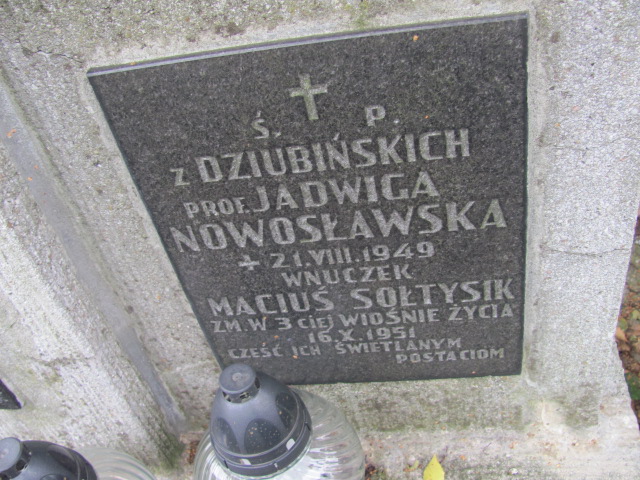 Ś. P.
Z DZIUBIŃSKICH
PROF. JADWIGA
NOWOSŁAWSKA
+ 21.VIII.1949
WNUCZEK
MACIUŚ SOŁTYSIK
ZM. W 3 CIEJ WIOŚNIE ŻYCIA
16.X.1951
CZEŚĆ ICH ŚWIETLANYM
POSTACIOM